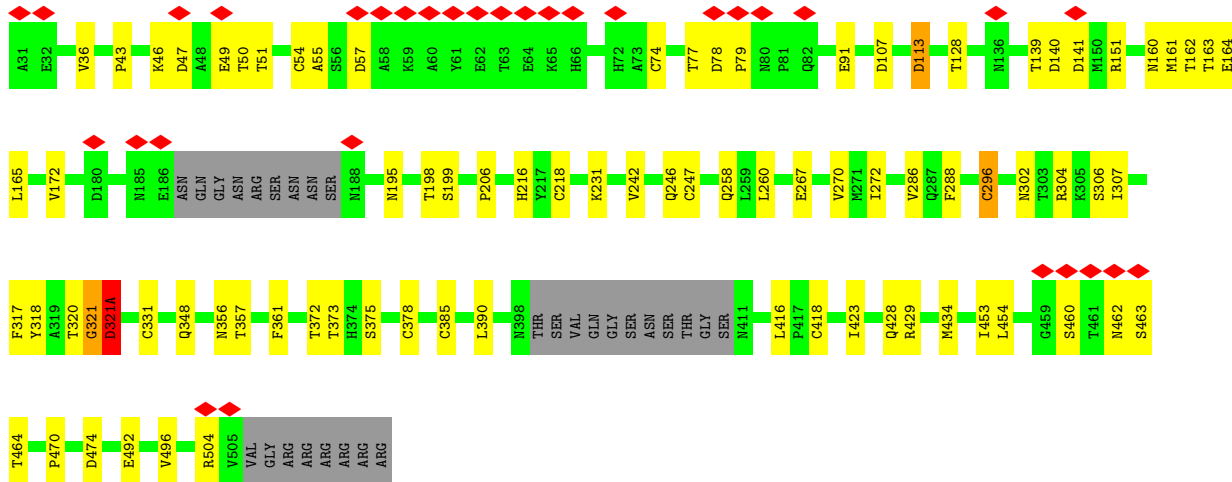 A31 E32 V36 P43 K46 D47 A48 E49 T50 T51 C54 A55 S56 D57 A58 K59 A60 Y61 E62 T63 E64 K65 H66 H72 A73 C74 T77 D78 P79 N80 P81 Q82 E91 D107 D113 T128 N136 T139 D140 D141 M150 R151 N160 M161 T162 T163 E164
L165 V172 D180 N185 E186 ASN GLN GLY ASN ARG SER ASN ASN SER N188 N195 T198 S199 P206 H216 Y217 C218 K231 V242 Q246 C247 Q258 L259 L260 E267 V270 M271 I272 V286 Q287 F288 C296 N302 T303 R304 K305 S306 I307
F317 Y318 A319 T320 G321 D321A C331 Q348 N356 T357 F361 T372 T373 H374 S375 C378 C385 L390 N398 THR SER VAL GLN GLY SER ASN SER THR GLY SER N411 L416 P417 C418 I423 Q428 R429 M434 I453 L454 G459 S460 T461 N462 S463
T464 P470 D474 E492 V496 R504 V505 VAL GLY ARG ARG ARG ARG ARG ARG